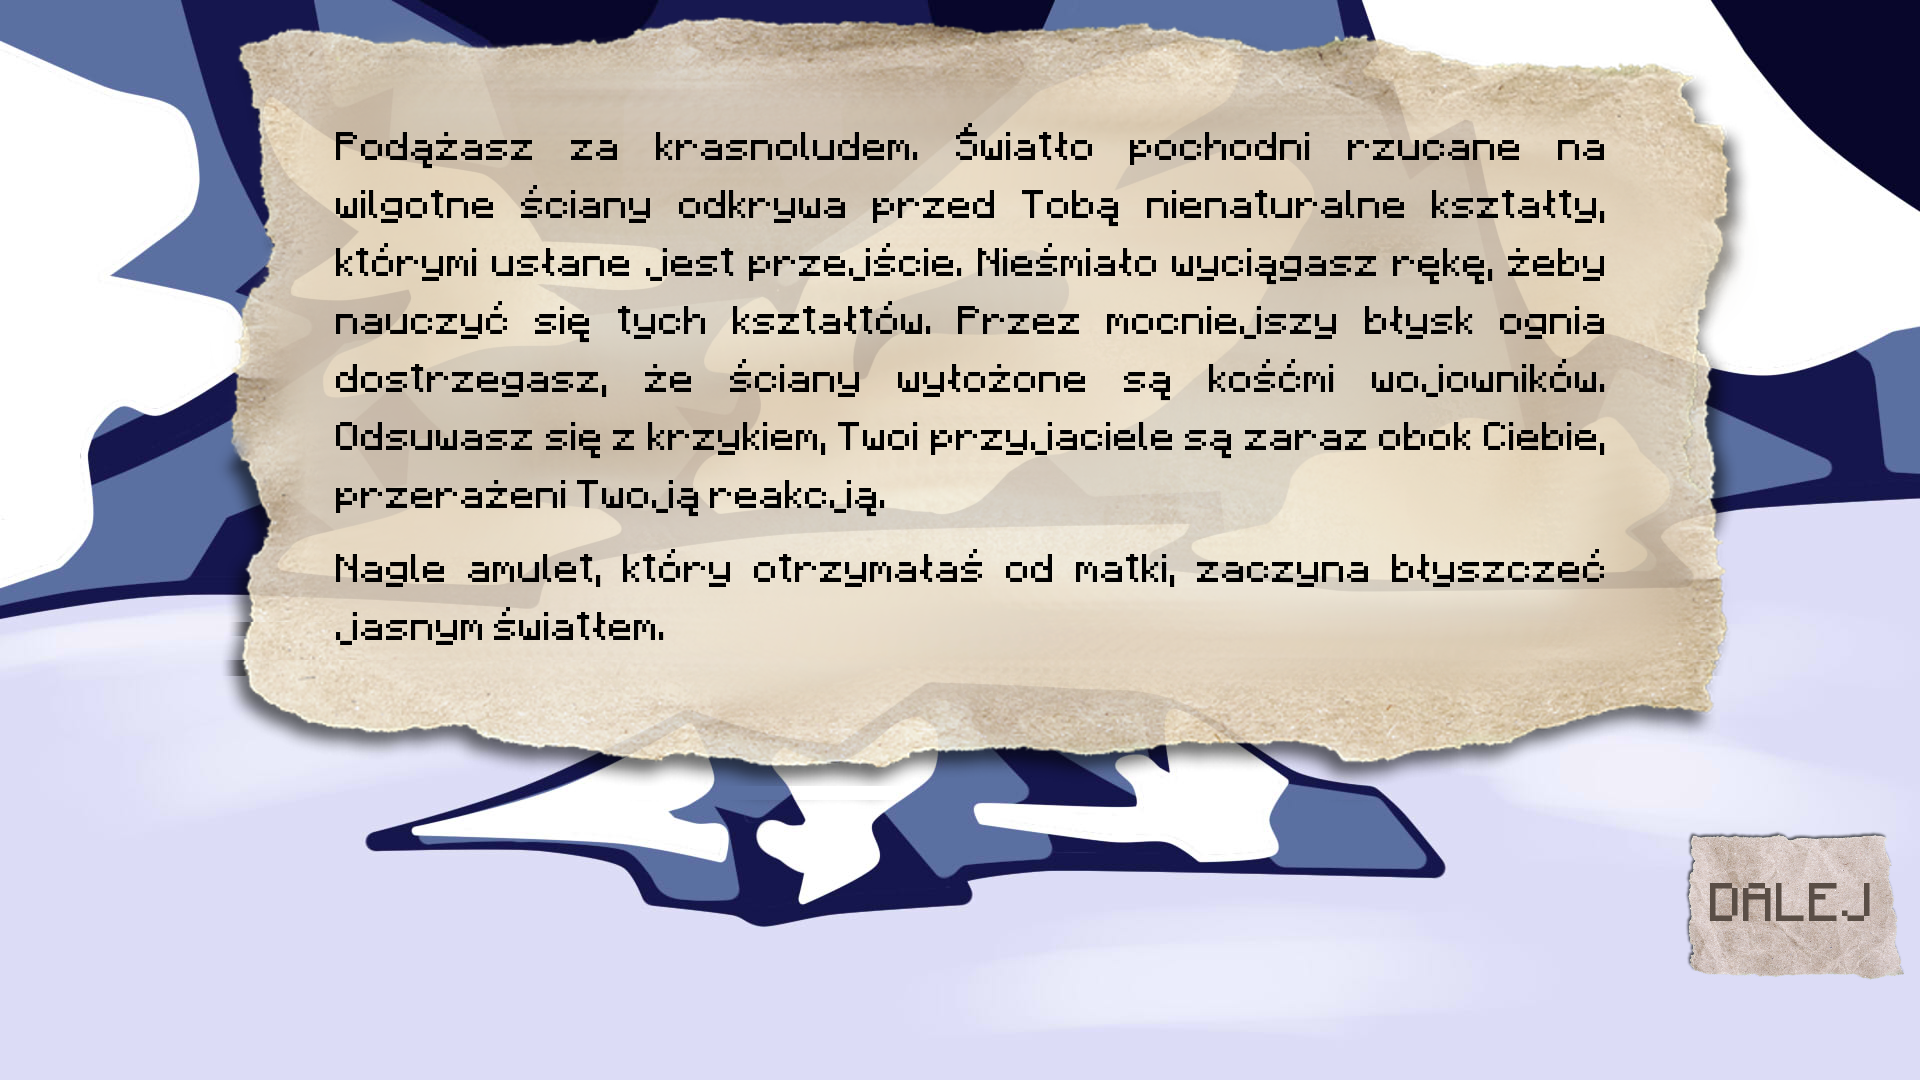 Podążasz za krasnoludem. Światło pochodni rzucane na
wilgotne ściany odkrywa przed Tobą nienaturalne kształty,
którymi usłane jest przejście. Nieśmiało wyciągasz rękę, żeby
nauczyć się tych kształtów. Przez mocniejszy błysk ognia
dostrzegasz, że ściany wyłożone są kośćmi wojowników.
Odsuwasz się z krzykiem, Twoi przyjaciele są zaraz obok Ciebie,
przerażeni Twoją reakcją.
Nagle amulet, który otrzymałaś od matki, zaczyna błyszczeć
jasnym światłem.
DALEJ